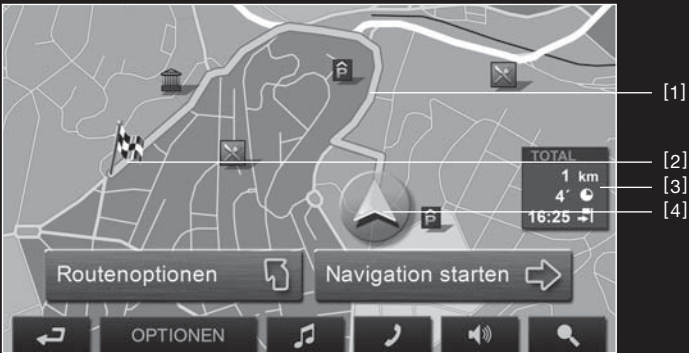 P
[1]
[2]
TOTAL
1 km
[3]
4´
[4]
16:25
P
Routenoptionen
Navigation starten
OPTIONEN